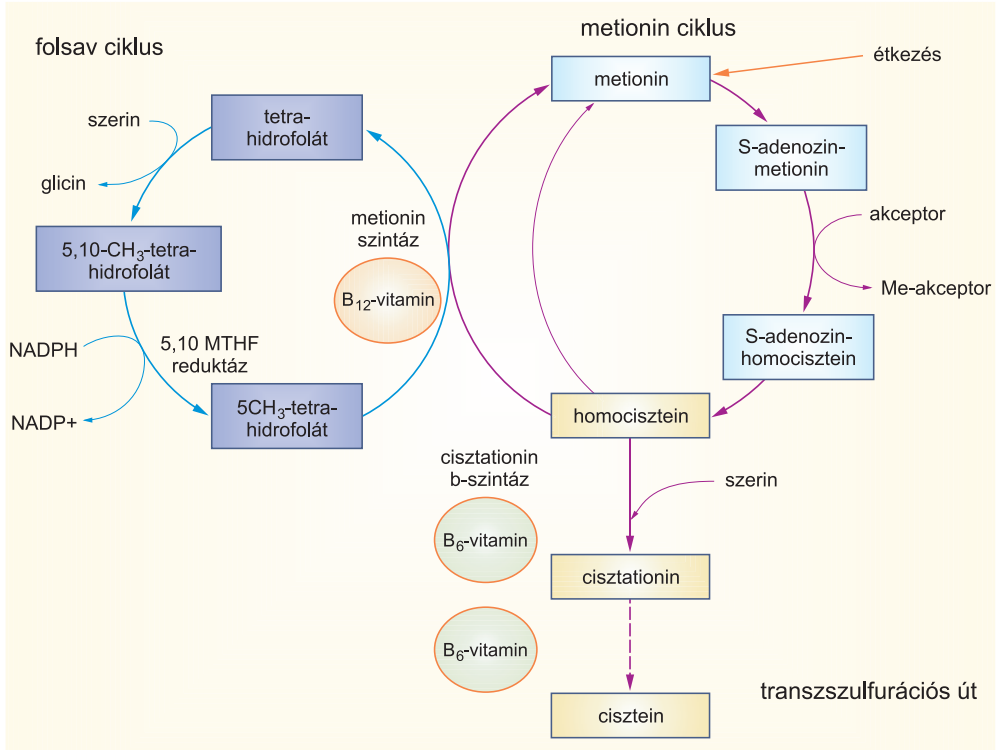 folsav ciklus
metionin ciklus
metionin
étkezés
tetra-
hidrofolát
szerin
glicin
S-adenozin-
metionin
akceptor
Me-akceptor
metionin
szintáz
B12-vitamin
5,10-CH3-tetra-
hidrofolát
NADPH
5,10 MTHF
reduktáz
NADP+
5CH3-tetra-
hidrofolát
S-adenozin-
homocisztein
homocisztein
cisztationin
b-szintáz
szerin
B6-vitamin
cisztationin
B6-vitamin
cisztein
transzszulfurációs út